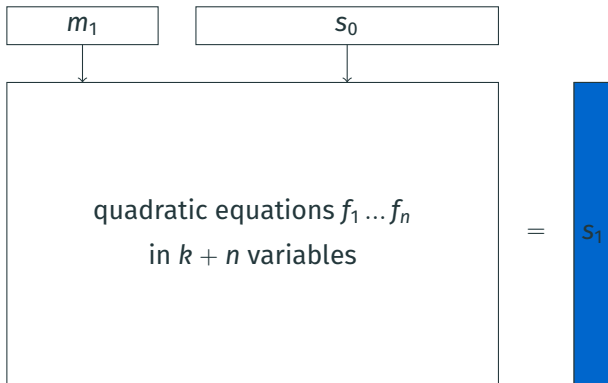 m₁ s₀
quadratic equations f₁ … fₙ
in k + n variables
= s₁